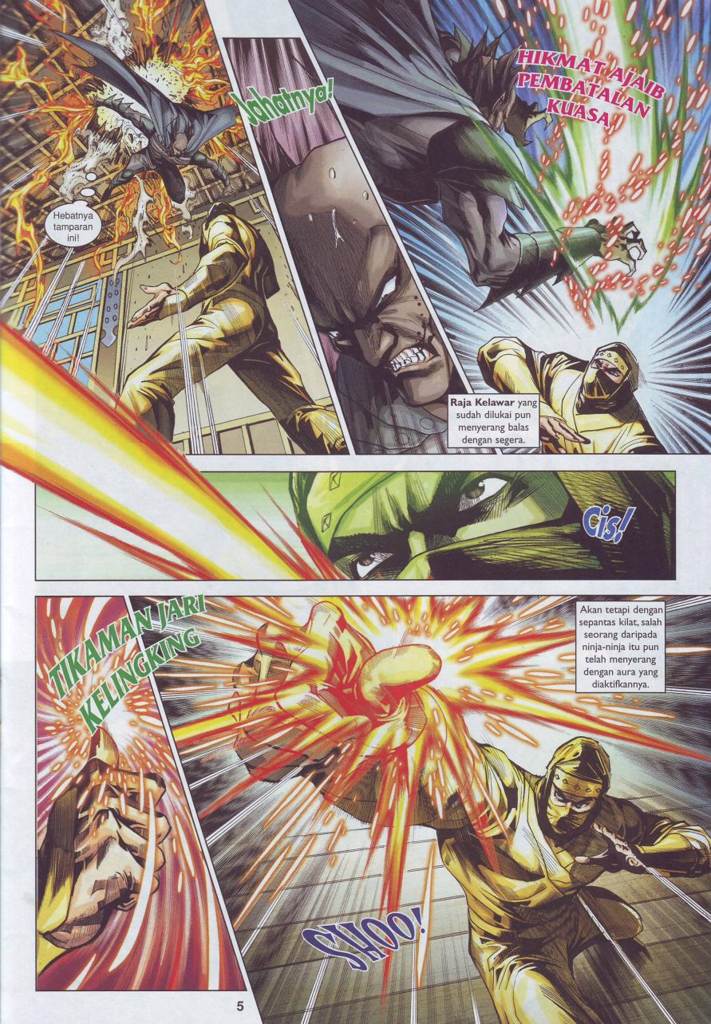 Hebatnya
tamparan
ini!
Jahatnya!
HIKMAT AJAIB
PEMBATALAN
KUASA
Raja Kelawar yang
sudah dilukai pun
menyerang balas
dengan segera.
Cis!
TIKAMAN JARI
KELINGKING
Akan tetapi dengan
sepantas kilat, salah
seorang daripada
ninja-ninja itu pun
telah menyerang
dengan aura yang
diaktifkannya.
SHOO!
5